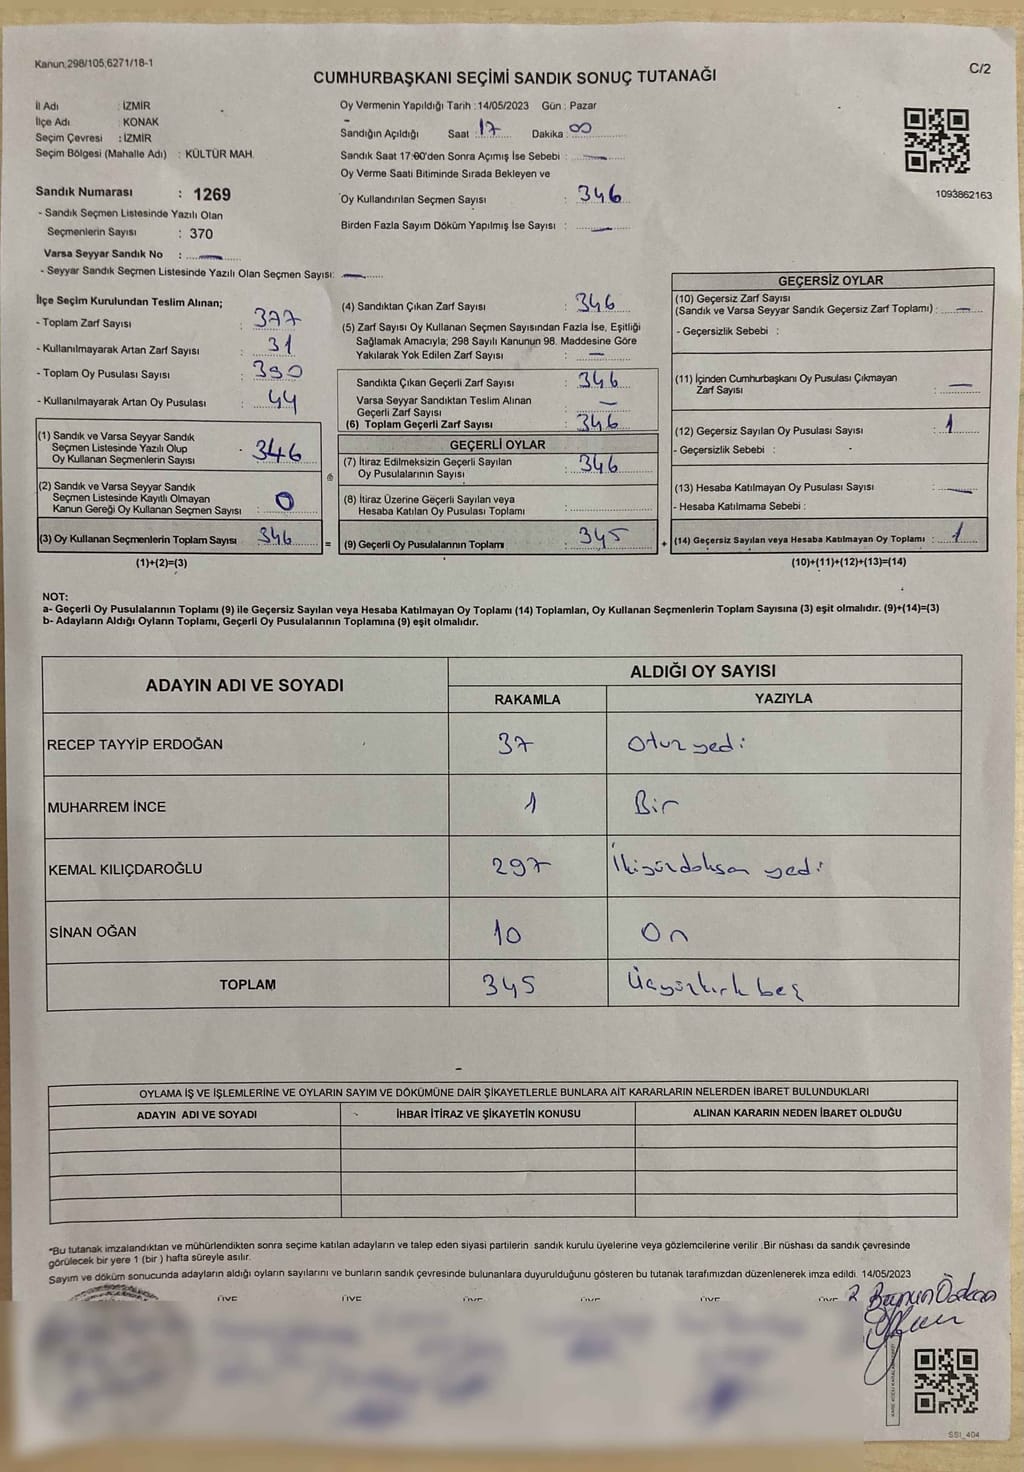 Kanun;298/105,6271/18-1
CUMHURBAŞKANI SEÇİMİ SANDIK SONUÇ TUTANAĞI
C/2
İl Adı : İZMİR
İlçe Adı : KONAK
Seçim Çevresi : İZMİR
Seçim Bölgesi (Mahalle Adı) : KÜLTÜR MAH.
Oy Vermenin Yapıldığı Tarih :14/05/2023 Gün : Pazar
Sandığın Açıldığı Saat : 17 Dakika : 00
Sandık Saat 17:00'den Sonra Açımış İse Sebebi : —
Oy Verme Saati Bitiminde Sırada Bekleyen ve
Oy Kullandırılan Seçmen Sayısı : 346
Birden Fazla Sayım Döküm Yapılmış İse Sayısı : —
1093862163
Sandık Numarası : 1269
- Sandık Seçmen Listesinde Yazılı Olan
Seçmenlerin Sayısı : 370
Varsa Seyyar Sandık No : —
- Seyyar Sandık Seçmen Listesinde Yazılı Olan Seçmen Sayısı: —
İlçe Seçim Kurulundan Teslim Alınan;
- Toplam Zarf Sayısı : 377
- Kullanılmayarak Artan Zarf Sayısı : 31
- Toplam Oy Pusulası Sayısı : 390
- Kullanılmayarak Artan Oy Pusulası : 44
(1) Sandık ve Varsa Seyyar Sandık
Seçmen Listesinde Yazılı Olup
Oy Kullanan Seçmenlerin Sayısı : 346
(2) Sandık ve Varsa Seyyar Sandık
Seçmen Listesinde Kayıtlı Olmayan
Kanun Gereği Oy Kullanan Seçmen Sayısı : 0
(3) Oy Kullanan Seçmenlerin Toplam Sayısı : 346
(1)+(2)=(3)
(4) Sandıktan Çıkan Zarf Sayısı : 346
(5) Zarf Sayısı Oy Kullanan Seçmen Sayısından Fazla İse, Eşitliği
Sağlamak Amacıyla; 298 Sayılı Kanunun 98. Maddesine Göre
Yakılarak Yok Edilen Zarf Sayısı : —
Sandıkta Çıkan Geçerli Zarf Sayısı : 346
Varsa Seyyar Sandıktan Teslim Alınan
Geçerli Zarf Sayısı —
(6) Toplam Geçerli Zarf Sayısı : 346
GEÇERLİ OYLAR
(7) İtiraz Edilmeksizin Geçerli Sayılan
Oy Pusulalarının Sayısı : 346
(8) İtiraz Üzerine Geçerli Sayılan veya
Hesaba Katılan Oy Pusulası Toplamı :
= (9) Geçerli Oy Pusulalarının Toplamı : 345
GEÇERSİZ OYLAR
(10) Geçersiz Zarf Sayısı
(Sandık ve Varsa Seyyar Sandık Geçersiz Zarf Toplamı) : —
- Geçersizlik Sebebi :
(11) İçinden Cumhurbaşkanı Oy Pusulası Çıkmayan
Zarf Sayısı : —
(12) Geçersiz Sayılan Oy Pusulası Sayısı : 1
- Geçersizlik Sebebi :
(13) Hesaba Katılmayan Oy Pusulası Sayısı : —
- Hesaba Katılmama Sebebi :
+ (14) Geçersiz Sayılan veya Hesaba Katılmayan Oy Toplamı : 1
(10)+(11)+(12)+(13)=(14)
NOT:
a- Geçerli Oy Pusulalarının Toplamı (9) ile Geçersiz Sayılan veya Hesaba Katılmayan Oy Toplamı (14) Toplamları, Oy Kullanan Seçmenlerin Toplam Sayısına (3) eşit olmalıdır. (9)+(14)=(3)
b- Adayların Aldığı Oyların Toplamı, Geçerli Oy Pusulalarının Toplamına (9) eşit olmalıdır.
ADAYIN ADI VE SOYADI ALDIĞI OY SAYISI
RAKAMLA YAZIYLA
RECEP TAYYİP ERDOĞAN 37 Otuz yedi
MUHARREM İNCE 1 Bir
KEMAL KILIÇDAROĞLU 297 İkiyüzdoksan yedi
SİNAN OĞAN 10 On
TOPLAM 345 Üçyüzkırk beş
OYLAMA İŞ VE İŞLEMLERİNE VE OYLARIN SAYIM VE DÖKÜMÜNE DAİR ŞİKAYETLERLE BUNLARA AİT KARARLARIN NELERDEN İBARET BULUNDUKLARI
ADAYIN ADI VE SOYADI İHBAR İTİRAZ VE ŞİKAYETİN KONUSU ALINAN KARARIN NEDEN İBARET OLDUĞU
*Bu tutanak imzalandıktan ve mühürlendikten sonra seçime katılan adayların ve talep eden siyasi partilerin sandık kurulu üyelerine veya gözlemcilerine verilir .Bir nüshası da sandık çevresinde
görülecek bir yere 1 (bir ) hafta süreyle asılır.
Sayım ve döküm sonucunda adayların aldığı oyların sayılarını ve bunların sandık çevresinde bulunanlara duyurulduğunu gösteren bu tutanak tarafımızdan düzenlenerek imza edildi. 14/05/2023
ÜYE ÜYE ÜYE ÜYE ÜYE ÜYE
SSI_404